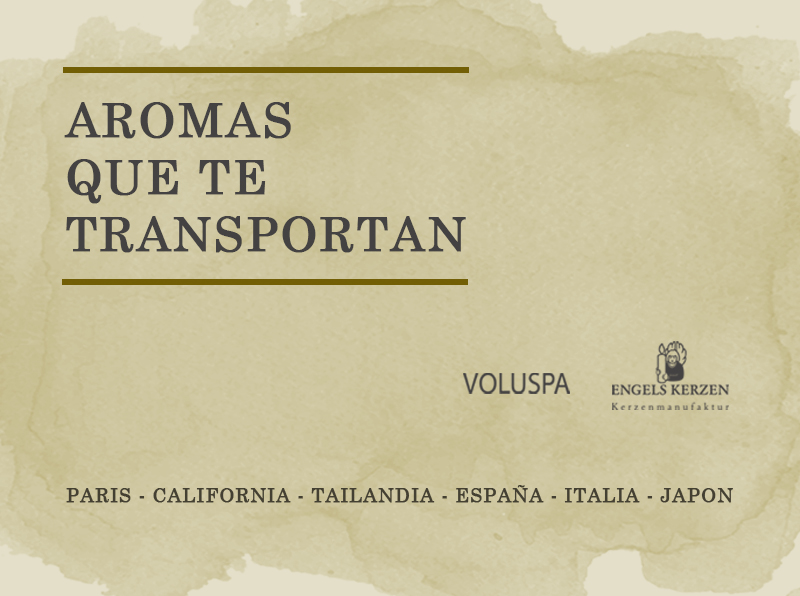 AROMAS
QUE TE
TRANSPORTAN
VOLUSPA
ENGELS KERZEN
Kerzenmanufaktur
PARIS - CALIFORNIA - TAILANDIA - ESPAÑA - ITALIA - JAPON